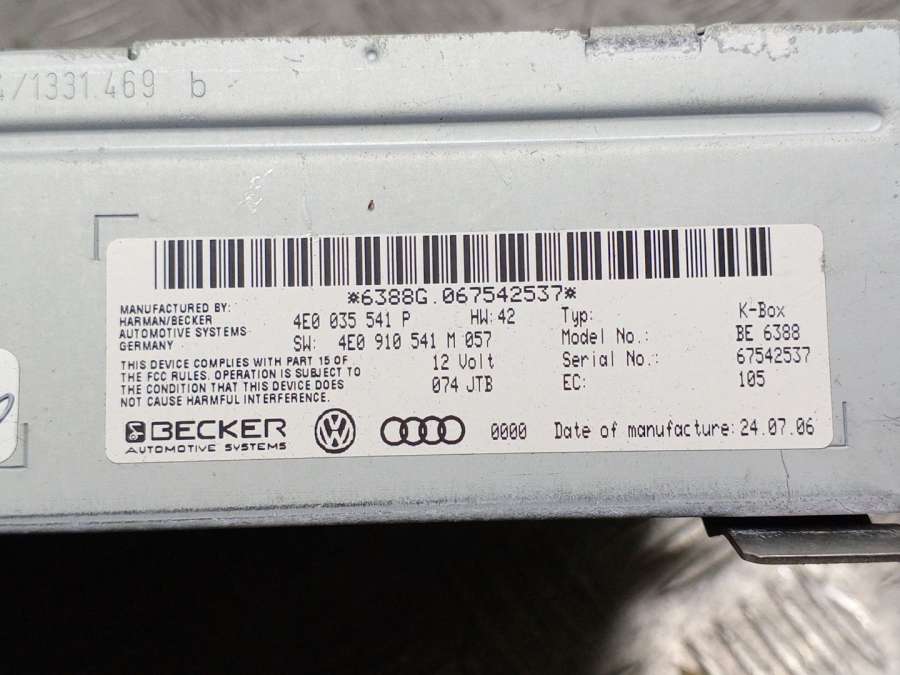 4/1331.469 b
*6388G.067542537*
MANUFACTURED BY:
HARMAN/BECKER
AUTOMOTIVE SYSTEMS
GERMANY
4E0 035 541 P HW: 42
SW: 4E0 910 541 M 057
12 Volt
074 JTB
THIS DEVICE COMPLIES WITH PART 15 OF
THE FCC RULES. OPERATION IS SUBJECT TO
THE CONDITION THAT THIS DEVICE DOES
NOT CAUSE HARMFUL INTERFERENCE.
Typ: K-Box
Model No.: BE 6388
Serial No.: 67542537
EC: 105
BECKER
AUTOMOTIVE SYSTEMS
VW
0000 Date of manufacture: 24.07.06